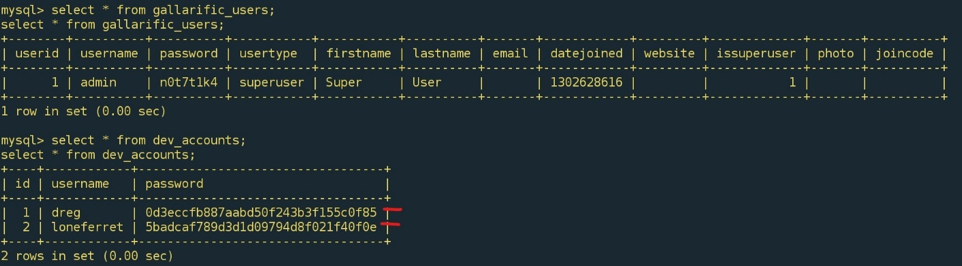 mysql> select * from gallarific_users;
select * from gallarific_users;
+--------+----------+----------+-----------+-----------+----------+-------+------------+---------+-------------+-------+----------+
| userid | username | password | usertype | firstname | lastname | email | datejoined | website | issuperuser | photo | joincode |
+--------+----------+----------+-----------+-----------+----------+-------+------------+---------+-------------+-------+----------+
| 1 | admin | n0t7t1k4 | superuser | Super | User | | 1302628616 | | 1 | | |
+--------+----------+----------+-----------+-----------+----------+-------+------------+---------+-------------+-------+----------+
1 row in set (0.00 sec)
mysql> select * from dev_accounts;
select * from dev_accounts;
+----+------------+----------------------------------+
| id | username | password |
+----+------------+----------------------------------+
| 1 | dreg | 0d3eccfb887aabd50f243b3f155c0f85 |
| 2 | loneferret | 5badcaf789d3d1d09794d8f021f40f0e |
+----+------------+----------------------------------+
2 rows in set (0.00 sec)